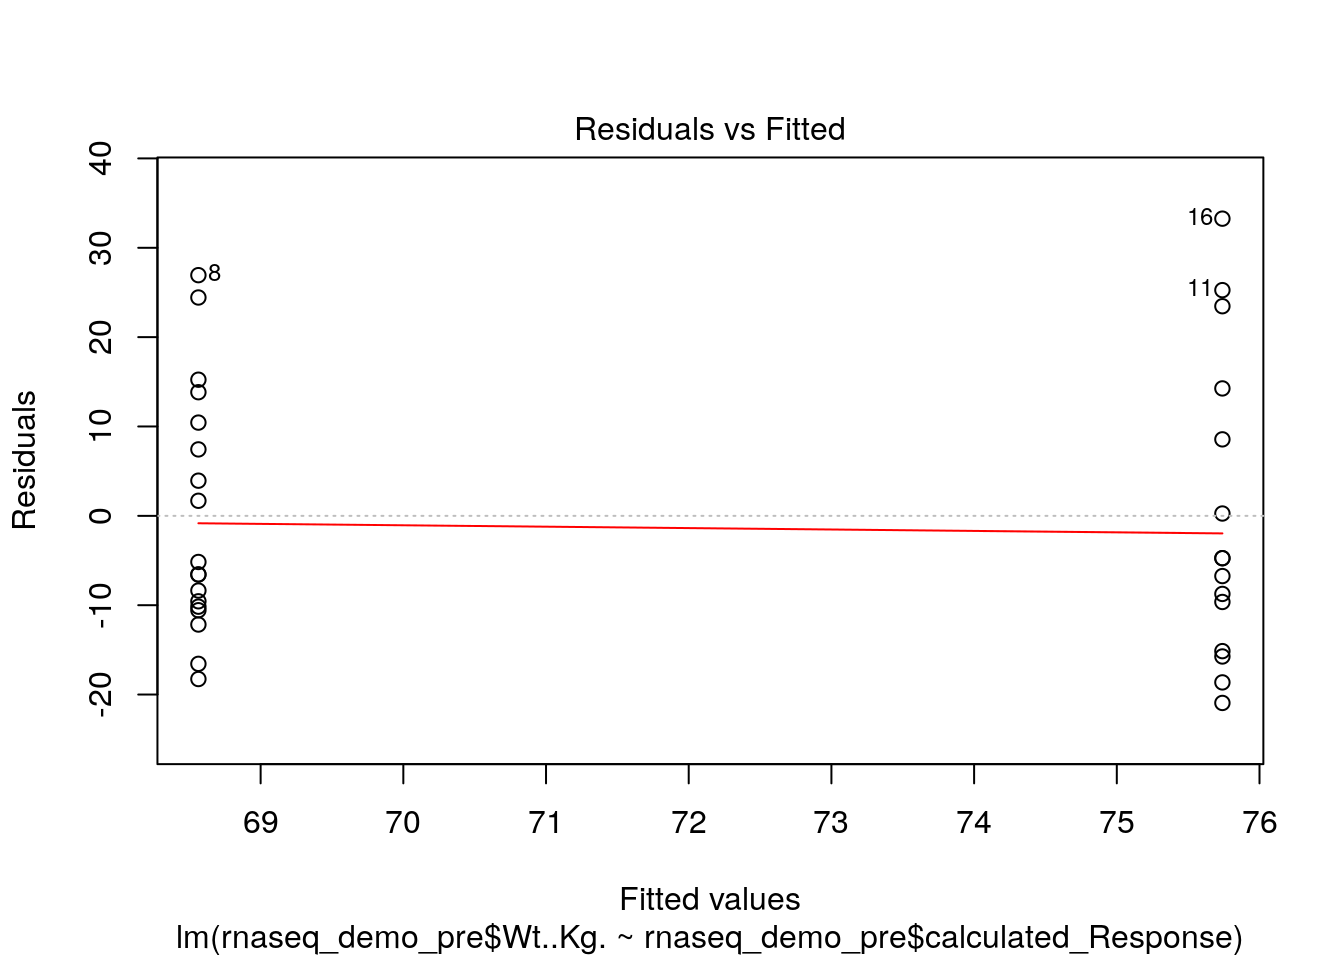 Residuals vs Fitted
40
30
20
10
0
-10
-20
Residuals
16
8
11
69 70 71 72 73 74 75 76
Fitted values
lm(rnaseq_demo_pre$Wt..Kg. ~ rnaseq_demo_pre$calculated_Response)